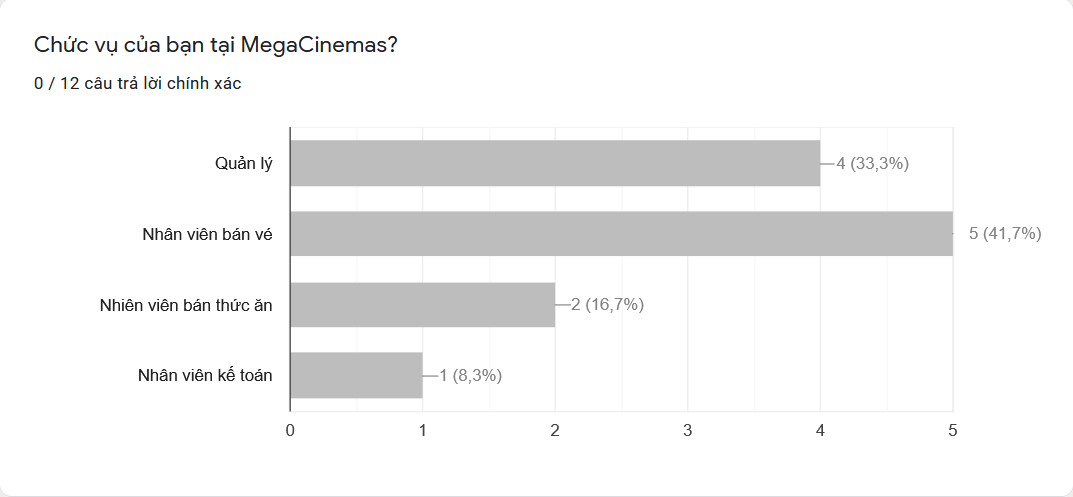 Chức vụ của bạn tại MegaCinemas?
0 / 12 câu trả lời chính xác
Quản lý
4 (33,3%)
Nhân viên bán vé
5 (41,7%)
Nhiên viên bán thức ăn
2 (16,7%)
Nhân viên kế toán
1 (8,3%)
0 1 2 3 4 5